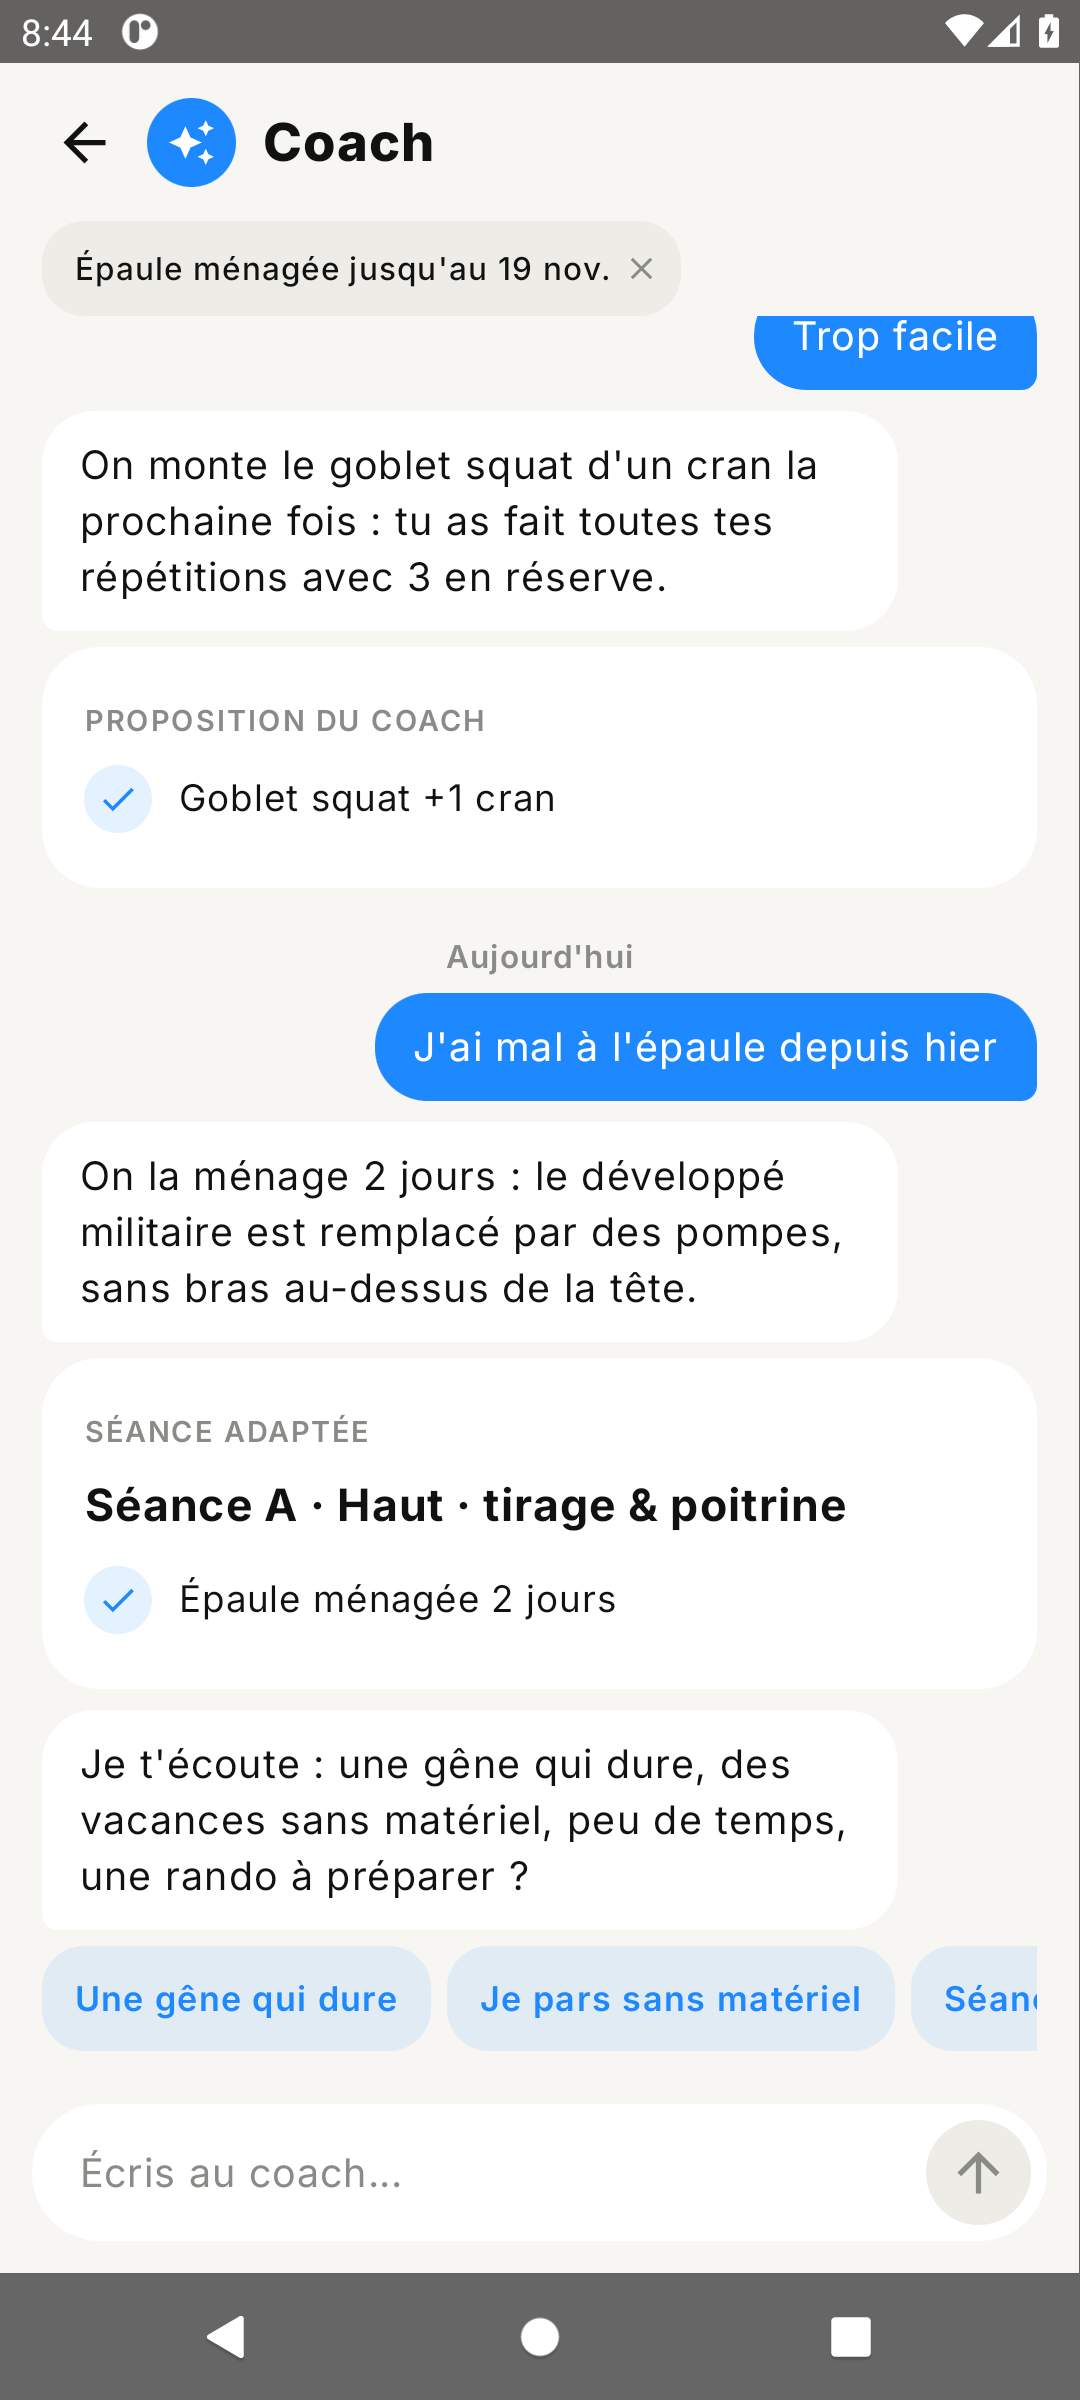 8:44
Coach
Épaule ménagée jusqu'au 19 nov.
Trop facile
On monte le goblet squat d'un cran la
prochaine fois : tu as fait toutes tes
répétitions avec 3 en réserve.
PROPOSITION DU COACH
Goblet squat +1 cran
Aujourd'hui
J'ai mal à l'épaule depuis hier
On la ménage 2 jours : le développé
militaire est remplacé par des pompes,
sans bras au-dessus de la tête.
SÉANCE ADAPTÉE
Séance A · Haut · tirage & poitrine
Épaule ménagée 2 jours
Je t'écoute : une gêne qui dure, des
vacances sans matériel, peu de temps,
une rando à préparer ?
Une gêne qui dure
Je pars sans matériel
Écris au coach...